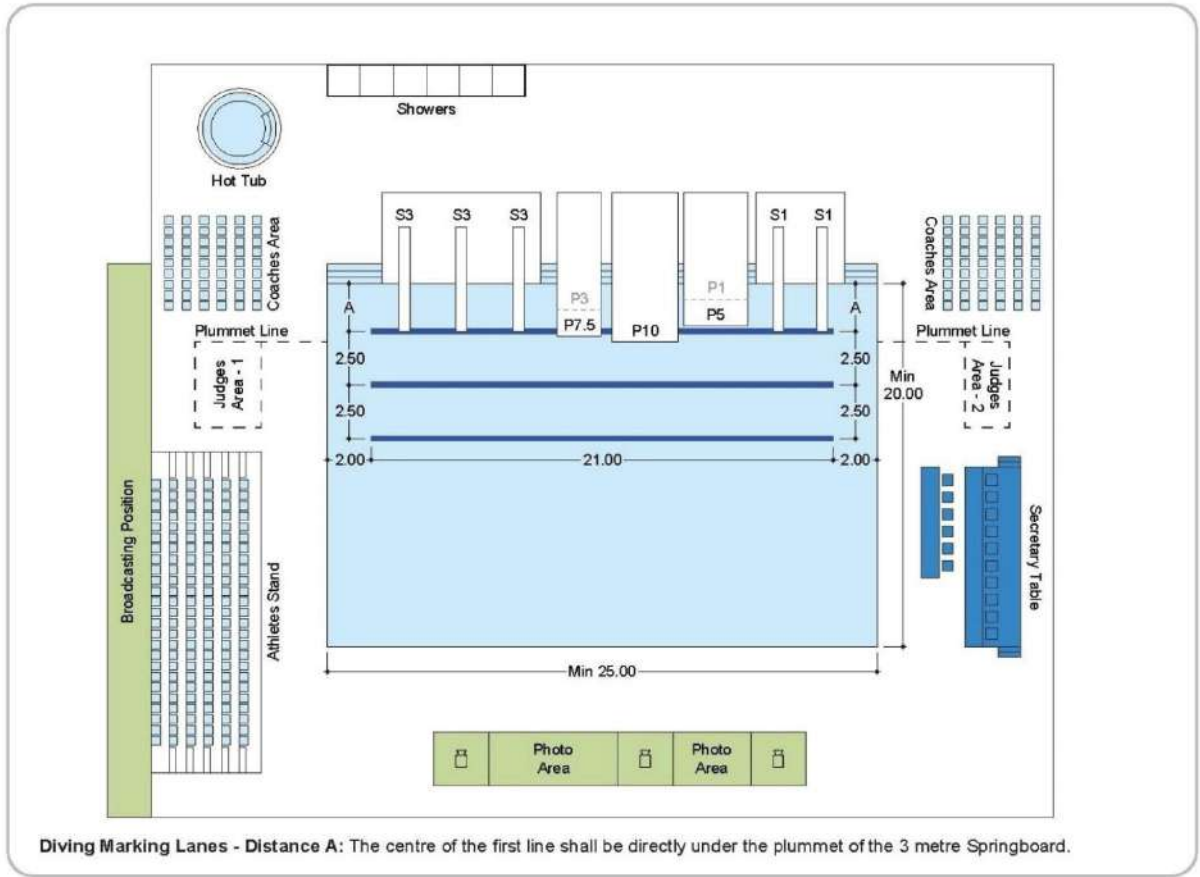 Showers
Hot Tub
S3
S3
S3
S1
S1
Coaches Area
Coaches Area
P3
P7.5
P10
P1
P5
A
A
Plummet Line
Plummet Line
Judges
Area - 1
Judges
Area - 2
2.50
2.50
2.50
2.50
Min
20.00
2.00
21.00
2.00
Broadcasting Position
Athletes Stand
Secretary Table
Min 25.00
Photo
Area
Photo
Area
Diving Marking Lanes - Distance A: The centre of the first line shall be directly under the plummet of the 3 metre Springboard.